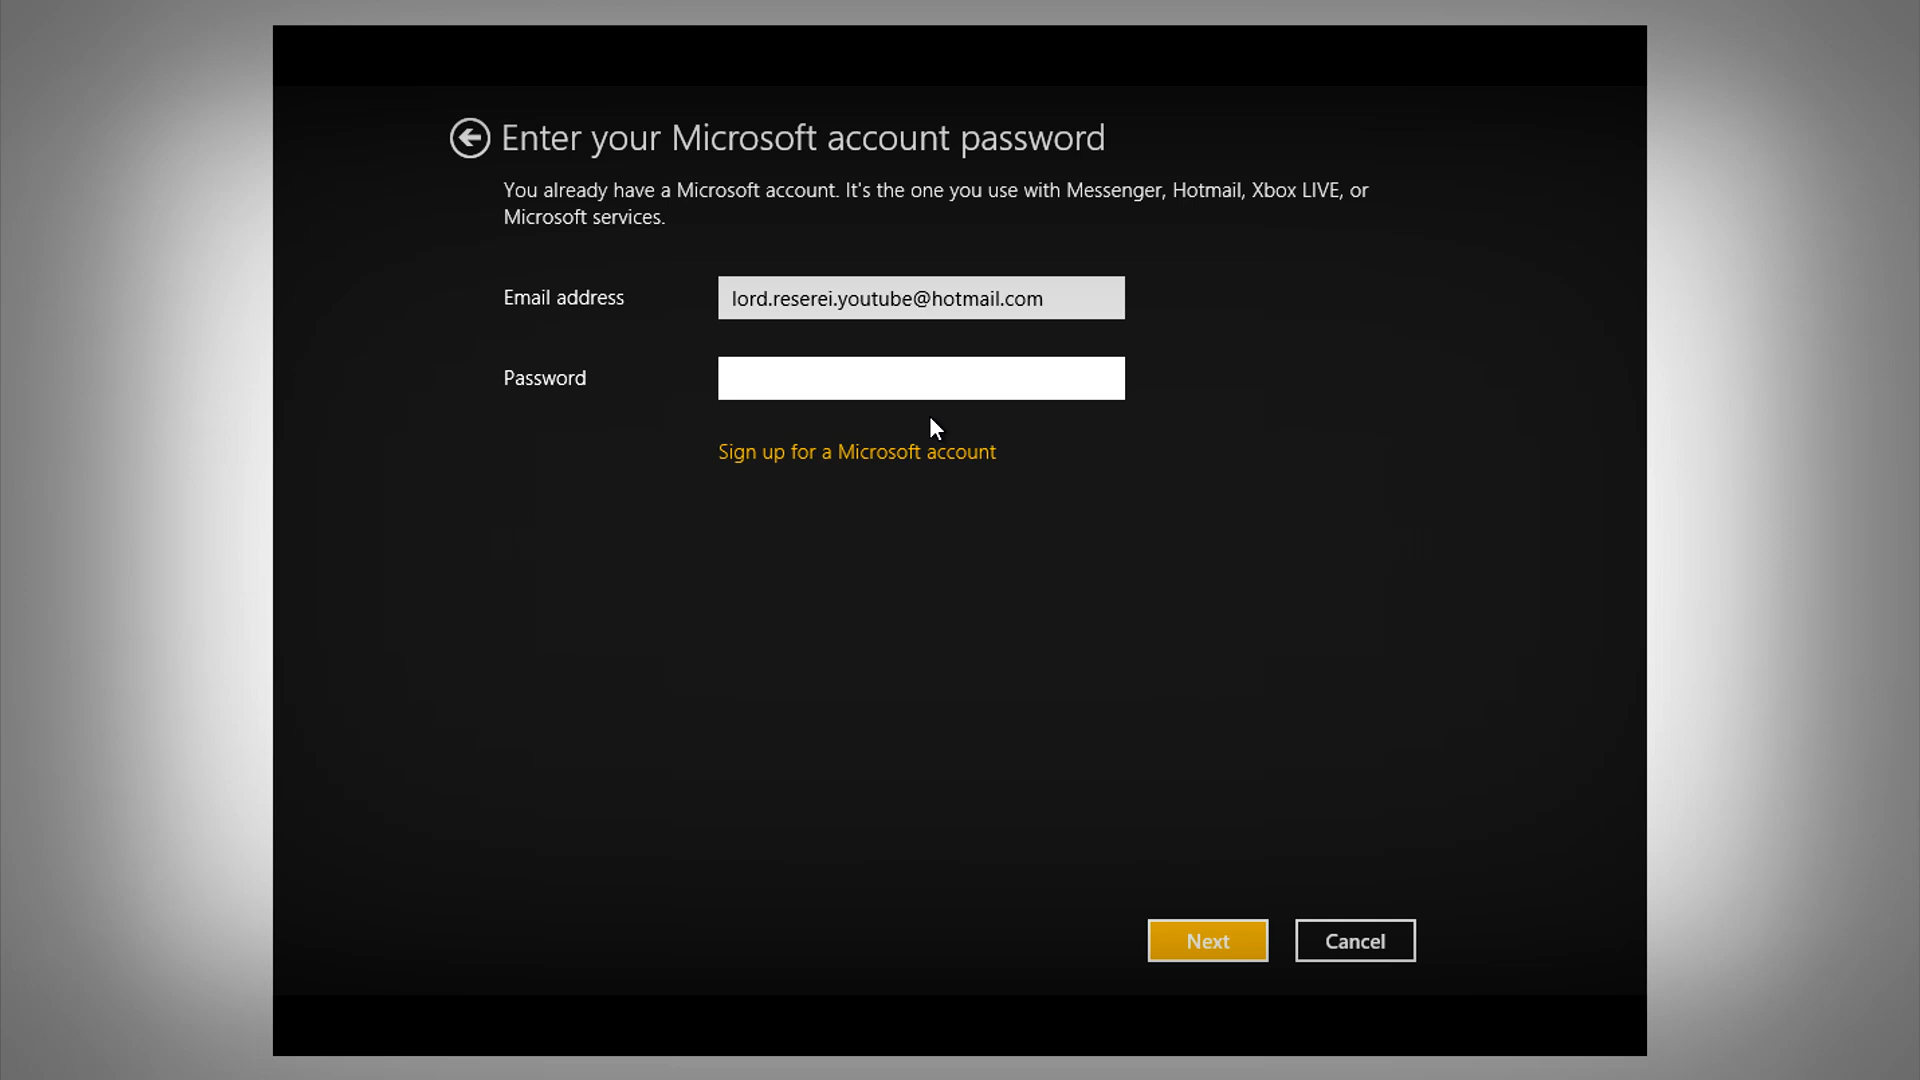 Enter your Microsoft account password
You already have a Microsoft account. It's the one you use with Messenger, Hotmail, Xbox LIVE, or
Microsoft services.
Email address
lord.reserei.youtube@hotmail.com
Password
Sign up for a Microsoft account
Next
Cancel